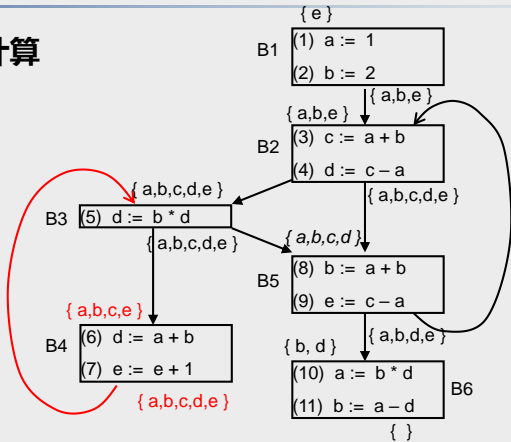 算
{ e }
B1
(1) a := 1
(2) b := 2
{ a,b,e }
{ a,b,e }
B2
(3) c := a + b
(4) d := c – a
{ a,b,c,d,e }
{ a,b,c,d,e }
B3
(5) d := b * d
{ a,b,c,d,e }
{ a,b,c,d }
B5
(8) b := a + b
(9) e := c – a
{ a,b,c,e }
B4
(6) d := a + b
(7) e := e + 1
{ a,b,c,d,e }
{ a,b,d,e }
{ b, d }
(10) a := b * d
(11) b := a – d
B6
{ }